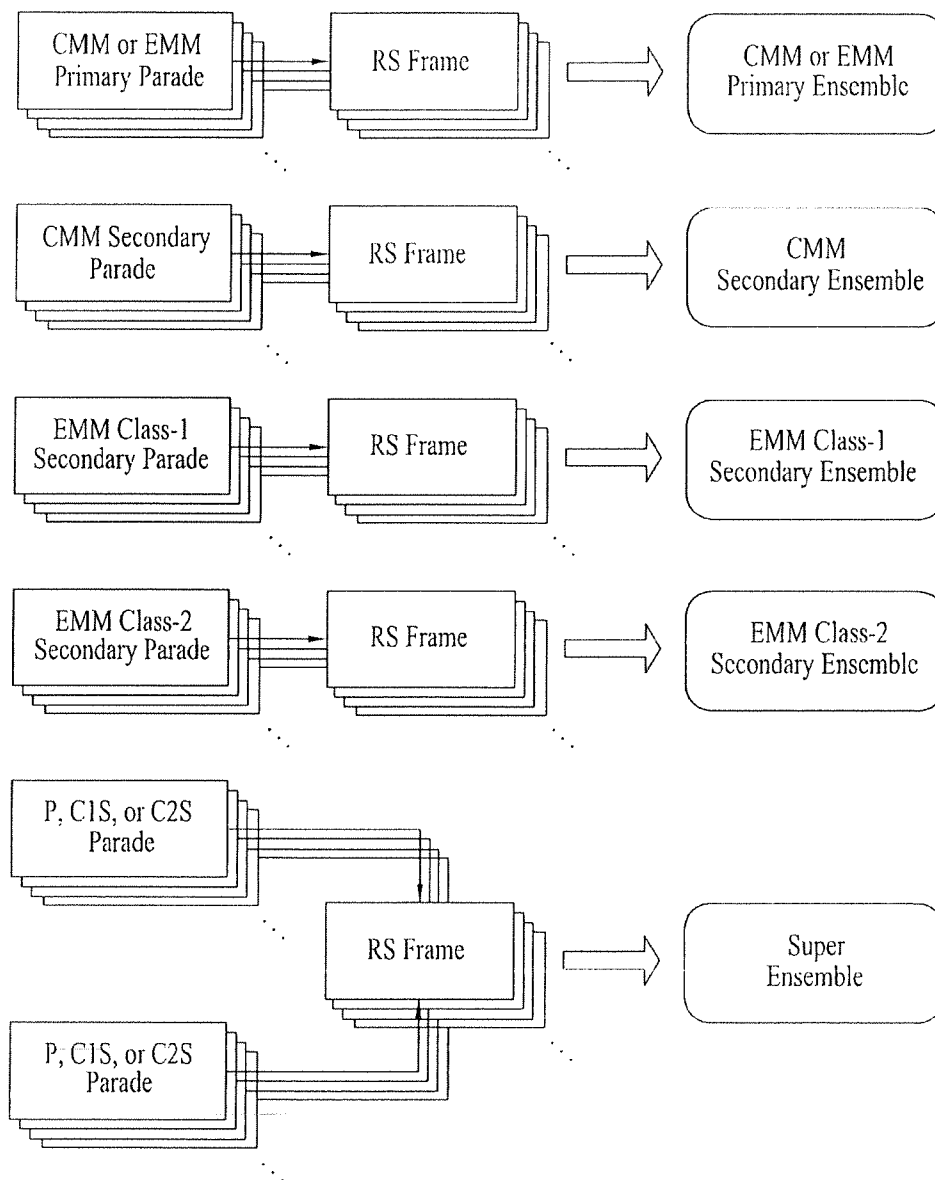 CMM or EMM
Primary Parade
RS Frame
CMM or EMM
Primary Ensemble
CMM Secondary
Parade
RS Frame
CMM
Secondary Ensemble
EMM Class-1
Secondary Parade
RS Frame
EMM Class-1
Secondary Ensemble
EMM Class-2
Secondary Parade
RS Frame
EMM Class-2
Secondary Ensemble
P, C1S, or C2S
Parade
RS Frame
Super
Ensemble
P, C1S, or C2S
Parade